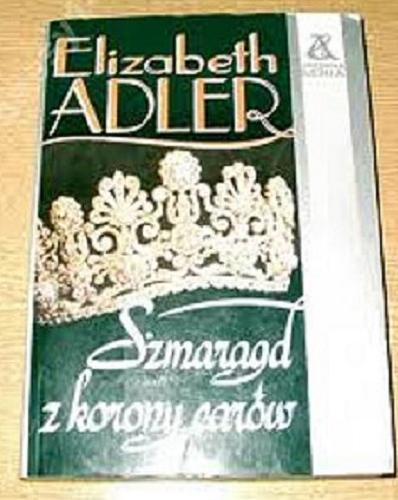 Elizabeth
ADLER
Szmaragd
z korony carów